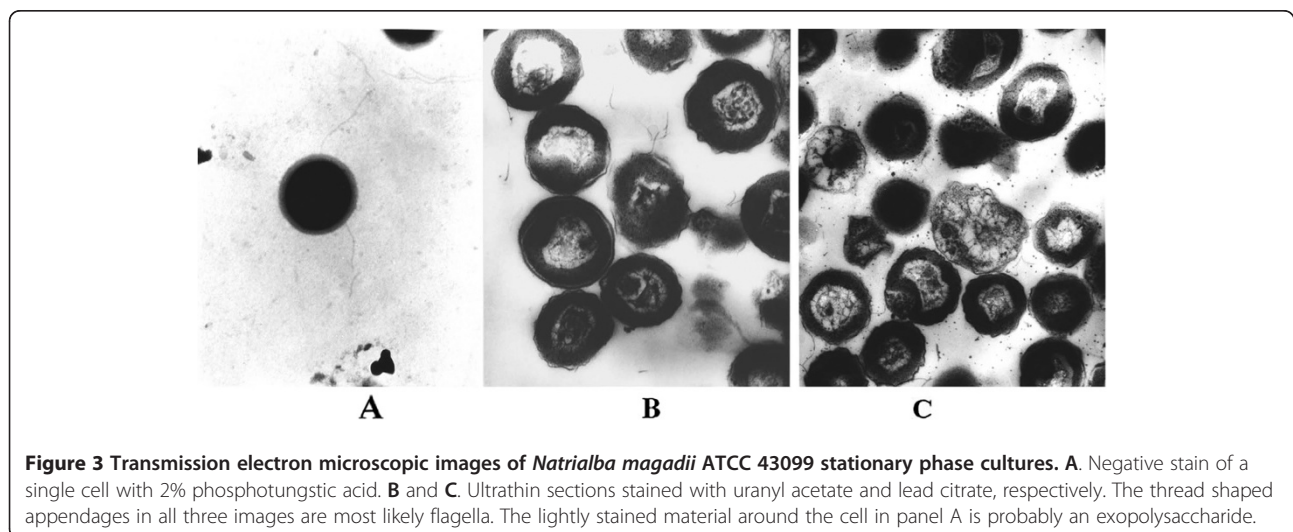 A
B
C
Figure 3 Transmission electron microscopic images of Natrialba magadii ATCC 43099 stationary phase cultures. A. Negative stain of a
single cell with 2% phosphotungstic acid. B and C. Ultrathin sections stained with uranyl acetate and lead citrate, respectively. The thread shaped
appendages in all three images are most likely flagella. The lightly stained material around the cell in panel A is probably an exopolysaccharide.